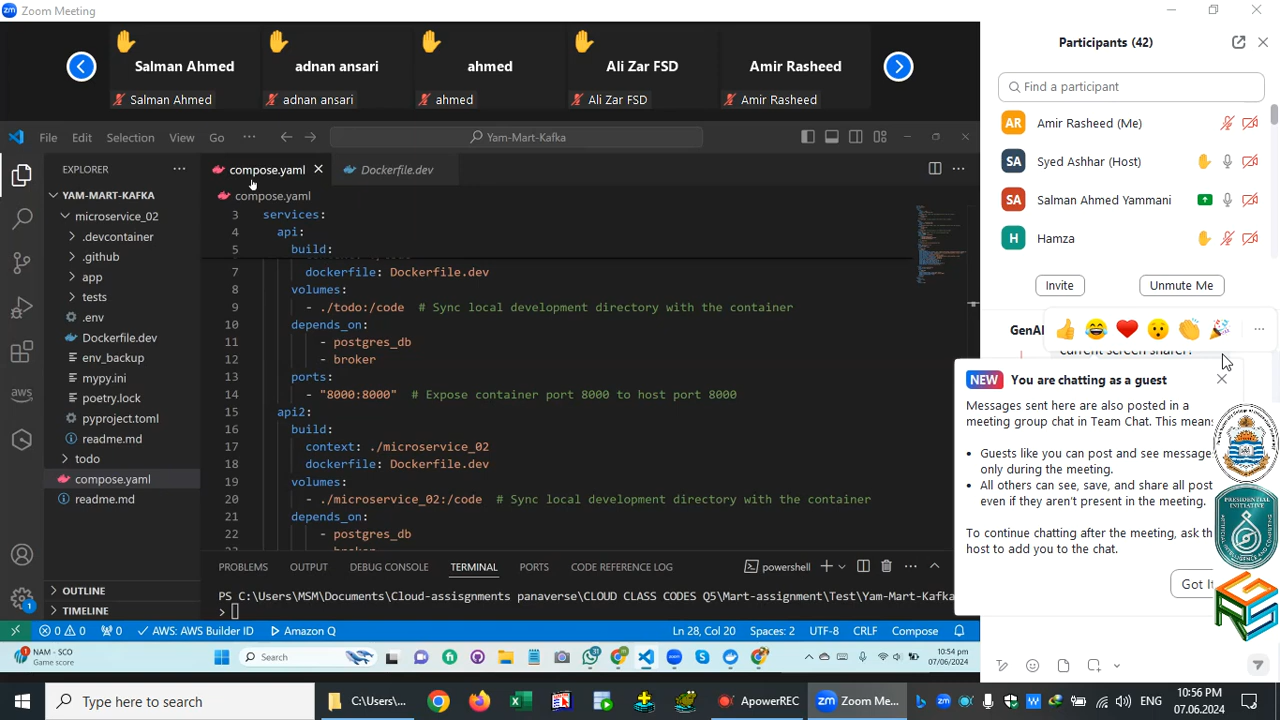 Zoom Meeting
Salman Ahmed
adnan ansari
ahmed
Ali Zar FSD
Amir Rasheed
Salman Ahmed
adnan ansari
ahmed
Ali Zar FSD
Amir Rasheed
File Edit Selection View Go ··· Yam-Mart-Kafka
EXPLORER
YAM-MART-KAFKA
microservice_02
.devcontainer
.github
app
tests
.env
Dockerfile.dev
env_backup
mypy.ini
poetry.lock
pyproject.toml
readme.md
todo
compose.yaml
readme.md
OUTLINE
TIMELINE
aws
1
compose.yaml
Dockerfile.dev
compose.yaml
3 services:
4 api:
5 build:
7 dockerfile: Dockerfile.dev
8 volumes:
9 - ./todo:/code # Sync local development directory with the container
10 depends_on:
11 - postgres_db
12 - broker
13 ports:
14 - "8000:8000" # Expose container port 8000 to host port 8000
15 api2:
16 build:
17 context: ./microservice_02
18 dockerfile: Dockerfile.dev
19 volumes:
20 - ./microservice_02:/code # Sync local development directory with the container
21 depends_on:
22 - postgres_db
PROBLEMS OUTPUT DEBUG CONSOLE TERMINAL PORTS CODE REFERENCE LOG
powershell
PS C:\Users\MSM\Documents\Cloud-assisgnments panaverse\CLOUD CLASS CODES Q5\Mart-assignment\Test\Yam-Mart-Kafka
>
0 0 0 AWS: AWS Builder ID Amazon Q Ln 28, Col 20 Spaces: 2 UTF-8 CRLF Compose
NAM - SCO
Game score
Search
10:54 pm
07/06/2024
Participants (42)
Find a participant
AR Amir Rasheed (Me)
SA Syed Ashhar (Host)
SA Salman Ahmed Yammani
H Hamza
Invite
Unmute Me
current screen sharer?
NEW You are chatting as a guest
Messages sent here are also posted in a
meeting group chat in Team Chat. This means
Guests like you can post and see message
only during the meeting.
All others can see, save, and share all post
even if they aren't present in the meeting.
To continue chatting after the meeting, ask th
host to add you to the chat.
Got It
PRESIDENTIAL
INITIATIVE
Type here to search
C:\Users\...
ApowerREC
Zoom Me...
ENG
10:56 PM
07.06.2024